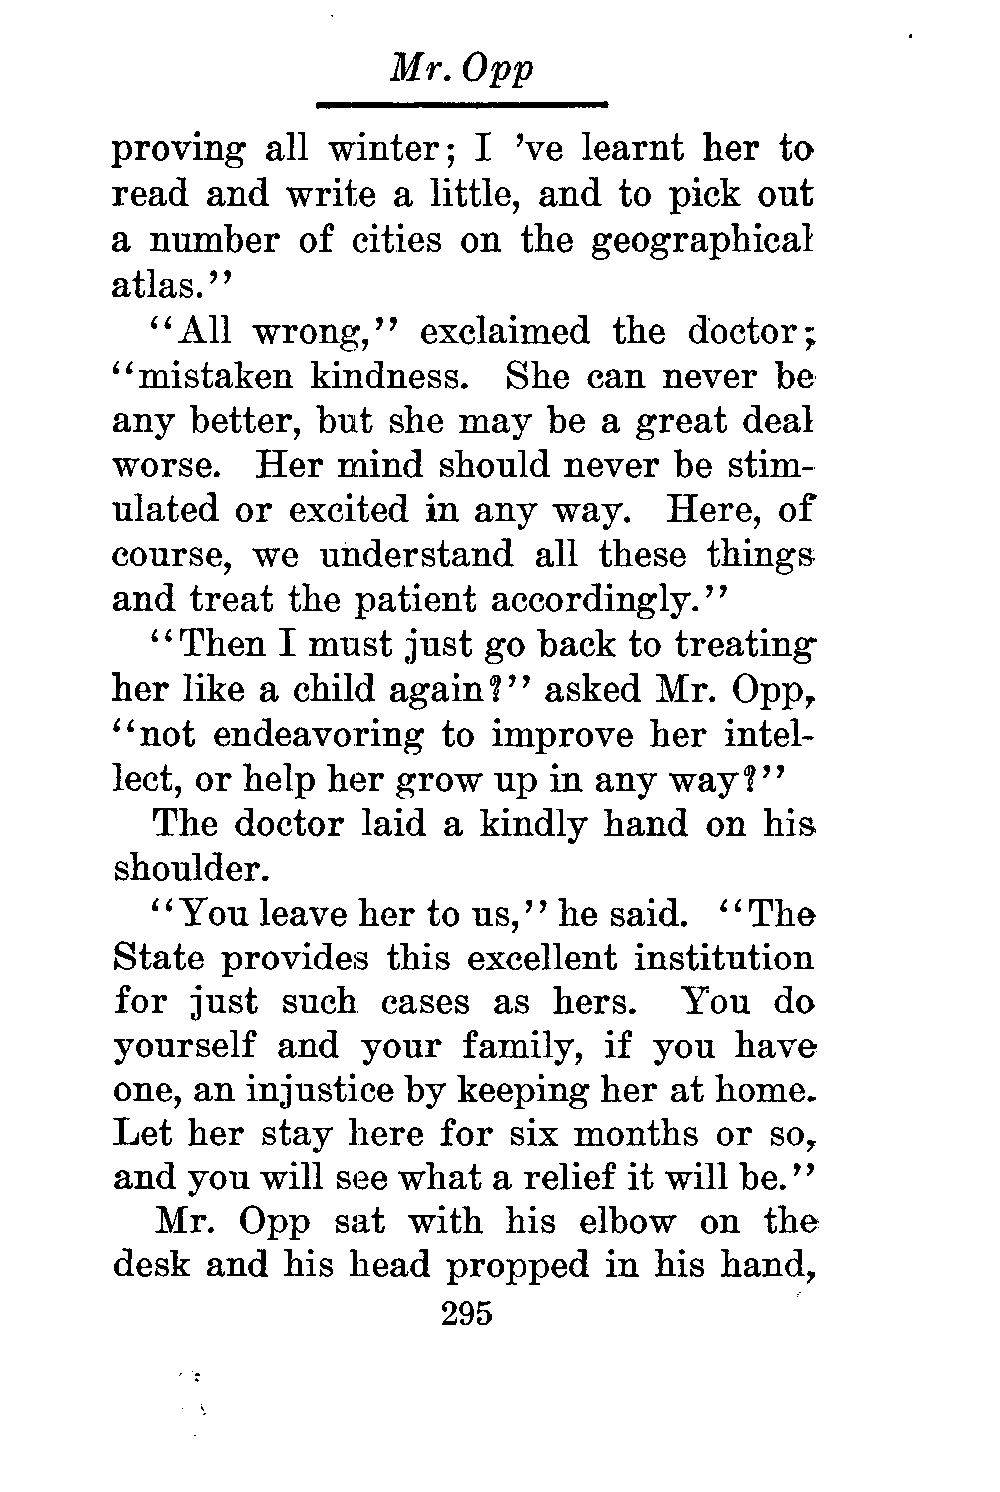 Mr. Opp
proving all winter; I 've learnt her to
read and write a little, and to pick out
a number of cities on the geographical
atlas."
"All wrong," exclaimed the doctor;
"mistaken kindness. She can never be
any better, but she may be a great deal
worse. Her mind should never be stim-
ulated or excited in any way. Here, of
course, we understand all these things
and treat the patient accordingly."
"Then I must just go back to treating
her like a child again?" asked Mr. Opp,
"not endeavoring to improve her intel-
lect, or help her grow up in any way?"
The doctor laid a kindly hand on his
shoulder.
"You leave her to us," he said. "The
State provides this excellent institution
for just such cases as hers. You do
yourself and your family, if you have
one, an injustice by keeping her at home.
Let her stay here for six months or so,
and you will see what a relief it will be."
Mr. Opp sat with his elbow on the
desk and his head propped in his hand,
295